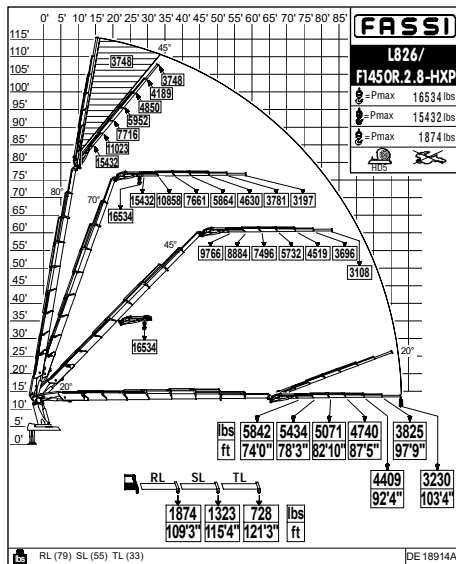 0' 5' 10' 15' 20' 25' 30' 35' 40' 45' 50' 55' 60' 65' 70' 75' 80' 85'
FASSI
L826/
F1450R.2.8-HXP
=Pmax 16534 lbs
=Pmax 15432 lbs
=Pmax 1874 lbs
HD5
115'
110'
105'
100'
95'
90'
85'
80'
75'
70'
65'
60'
55'
50'
45'
40'
35'
30'
25'
20'
15'
10'
5'
0'
45°
3748
3748
4189
4850
5952
7716
11023
15432
80°
70°
16534
15432 10858 7661 5864 4630 3781 3197
45°
9766 8884 7496 5732 4519 3696
3108
16534
20°
20°
lbs 5842 5434 5071 4740 3825
ft 74'0" 78'3" 82'10" 87'5" 97'9"
4409 3230
92'4" 103'4"
RL SL TL
1874 1323 728 lbs
109'3" 115'4" 121'3" ft
lbs RL (79) SL (55) TL (33)
DE 18914A